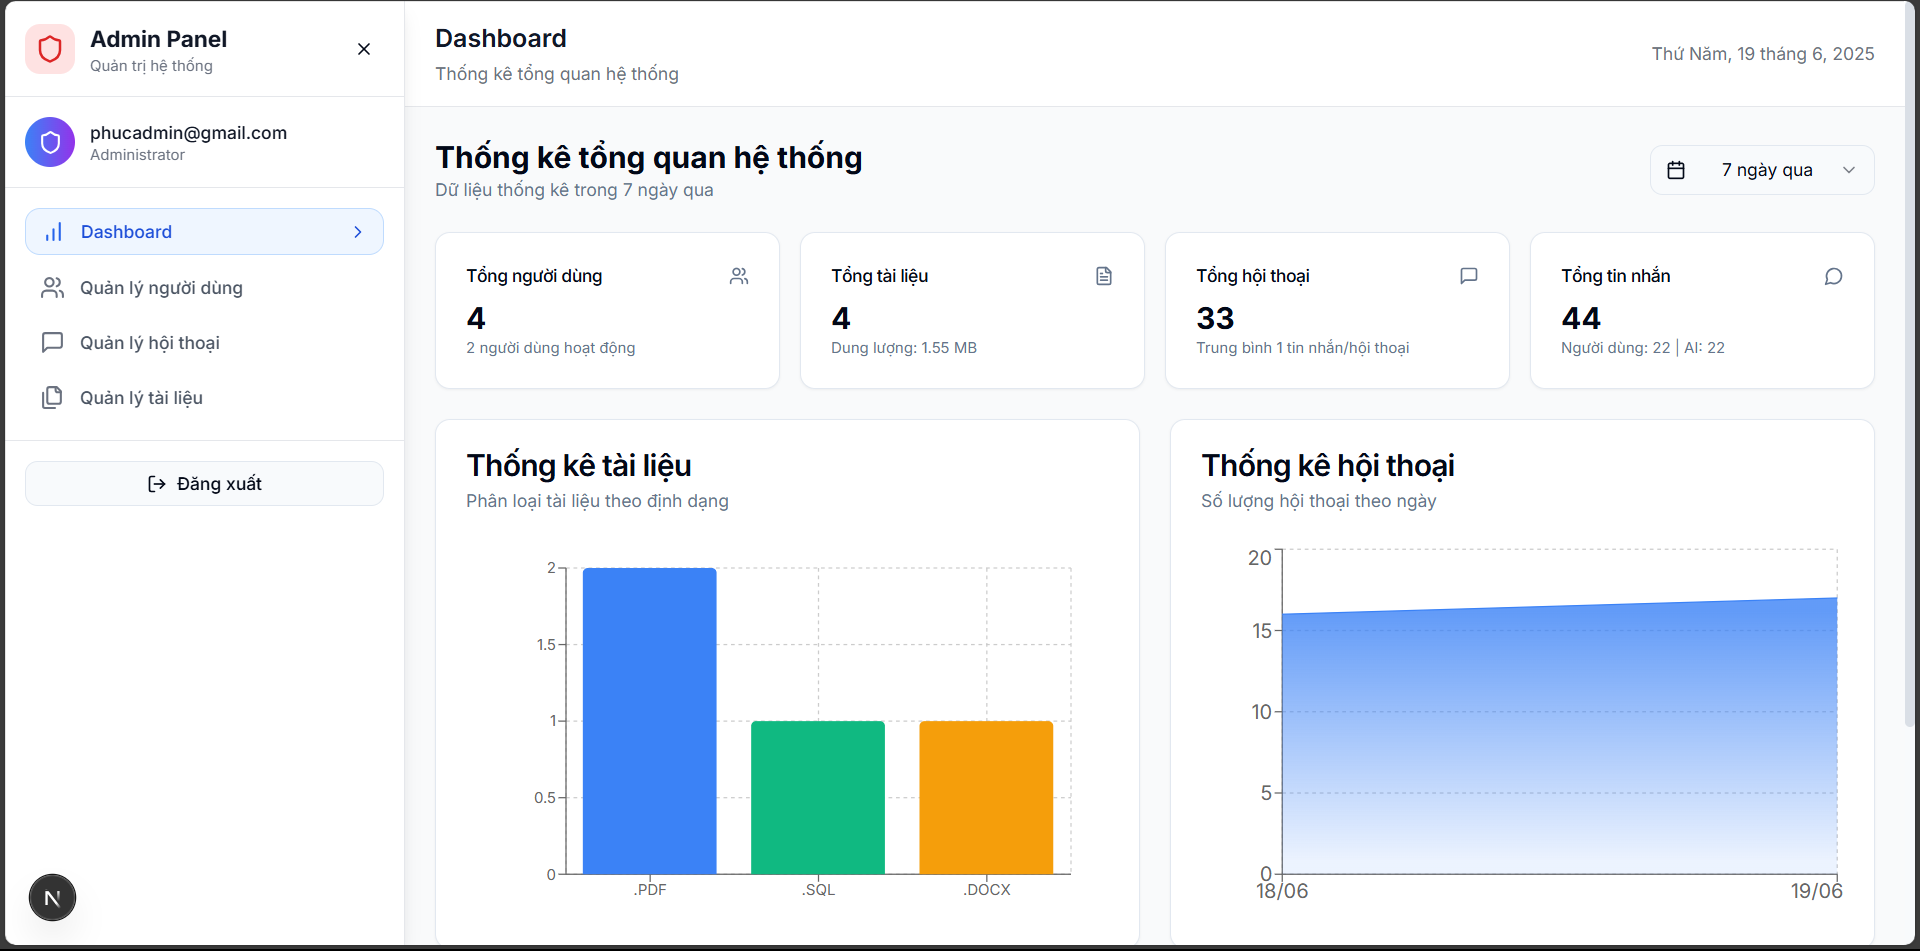 Admin Panel
Quản trị hệ thống
phucadmin@gmail.com
Administrator
Dashboard
Quản lý người dùng
Quản lý hội thoại
Quản lý tài liệu
Đăng xuất
N
Dashboard
Thống kê tổng quan hệ thống
Thứ Năm, 19 tháng 6, 2025
Thống kê tổng quan hệ thống
Dữ liệu thống kê trong 7 ngày qua
7 ngày qua
Tổng người dùng
4
2 người dùng hoạt động
Tổng tài liệu
4
Dung lượng: 1.55 MB
Tổng hội thoại
33
Trung bình 1 tin nhắn/hội thoại
Tổng tin nhắn
44
Người dùng: 22 | AI: 22
Thống kê tài liệu
Phân loại tài liệu theo định dạng
2
1.5
1
0.5
0
.PDF .SQL .DOCX
Thống kê hội thoại
Số lượng hội thoại theo ngày
20
15
10
5
0
18/06 19/06